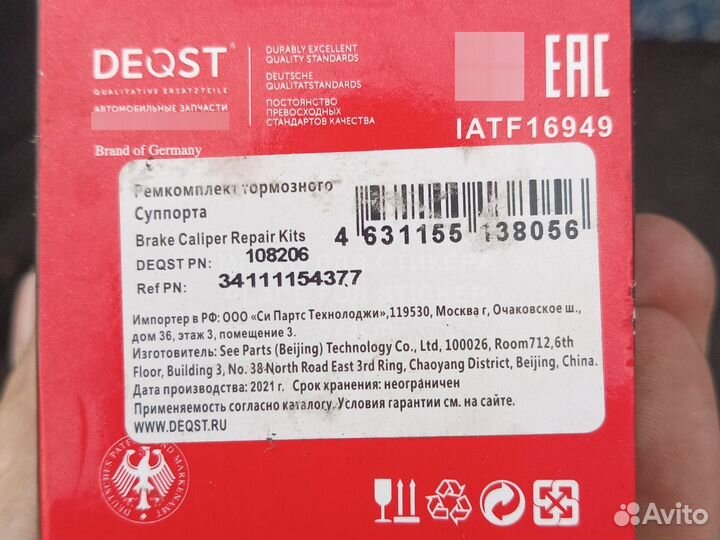 DEQST®
QUALITATIVE ERSATZTEILE
АВТОМОБИЛЬНЫЕ ЗАПЧАСТИ
Brand of Germany
DURABLY EXCELLENT
QUALITY STANDARDS
DEUTSCHE
QUALITATSTANDARDS
ПОСТОЯНСТВО
ПРЕВОСХОДНЫХ
СТАНДАРТОВ КАЧЕСТВА
EAC
IATF16949
Ремкомплект тормозного
Суппорта
Brake Caliper Repair Kits
DEQST PN: 108206
Ref PN: 34111154377
4 631155 138056
Импортер в РФ: ООО «Си Партс Технолоджи»,119530, Москва г, Очаковское ш.,
дом 36, этаж 3, помещение 3.
Изготовитель: See Parts (Beijing) Technology Co., Ltd, 100026, Room712,6th
Floor, Building 3, No. 38 North Road East 3rd Ring, Chaoyang District, Beijing, China.
Дата производства: 2021 г. Срок хранения: неограничен
Применяемость согласно каталогу. Условия гарантии см. на сайте.
WWW.DEQST.RU
DEUTSCHES PATENT UND MARKENAMT
Avito